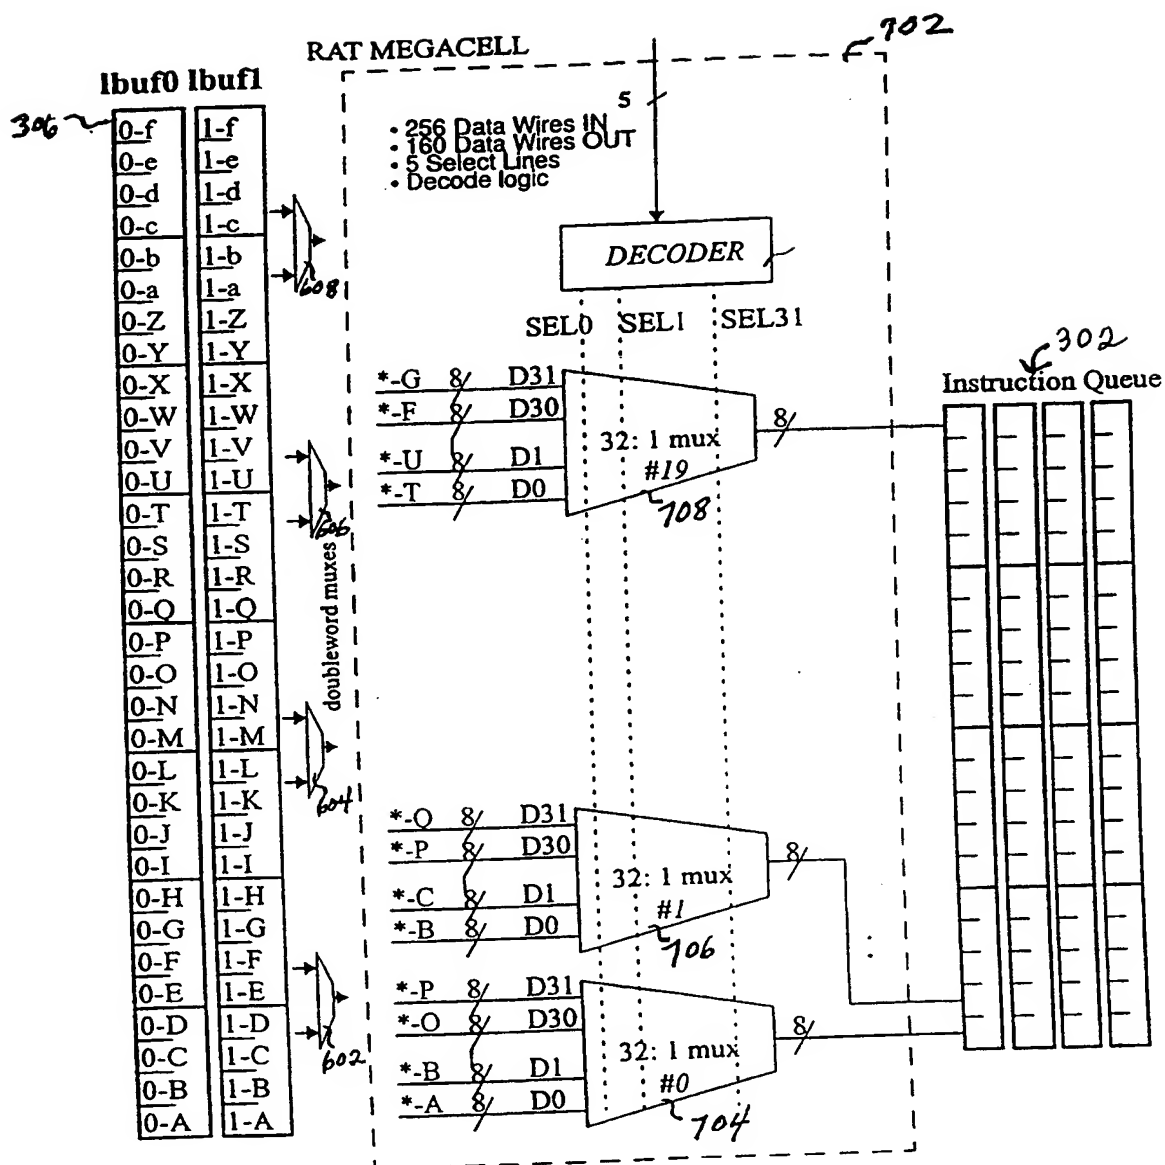 702
RAT MEGACELL
Ibuf0 Ibuf1
306
5
• 256 Data Wires IN
• 160 Data Wires OUT
• 5 Select Lines
• Decode logic
0-f 1-f
0-e 1-e
0-d 1-d
0-c 1-c
0-b 1-b
0-a 1-a
0-Z 1-Z
0-Y 1-Y
0-X 1-X
0-W 1-W
0-V 1-V
0-U 1-U
0-T 1-T
0-S 1-S
0-R 1-R
0-Q 1-Q
0-P 1-P
0-O 1-O
0-N 1-N
0-M 1-M
0-L 1-L
0-K 1-K
0-J 1-J
0-I 1-I
0-H 1-H
0-G 1-G
0-F 1-F
0-E 1-E
0-D 1-D
0-C 1-C
0-B 1-B
0-A 1-A
608
606
doubleword muxes
604
602
DECODER
SEL0 SEL1 SEL31
*-G 8 D31
*-F 8 D30
*-U 8 D1
*-T 8 D0
32: 1 mux
#19
708
8
*-Q 8 D31
*-P 8 D30
*-C 8 D1
*-B 8 D0
32: 1 mux
#1
706
8
*-P 8 D31
*-O 8 D30
*-B 8 D1
*-A 8 D0
32: 1 mux
#0
704
8
302
Instruction Queue